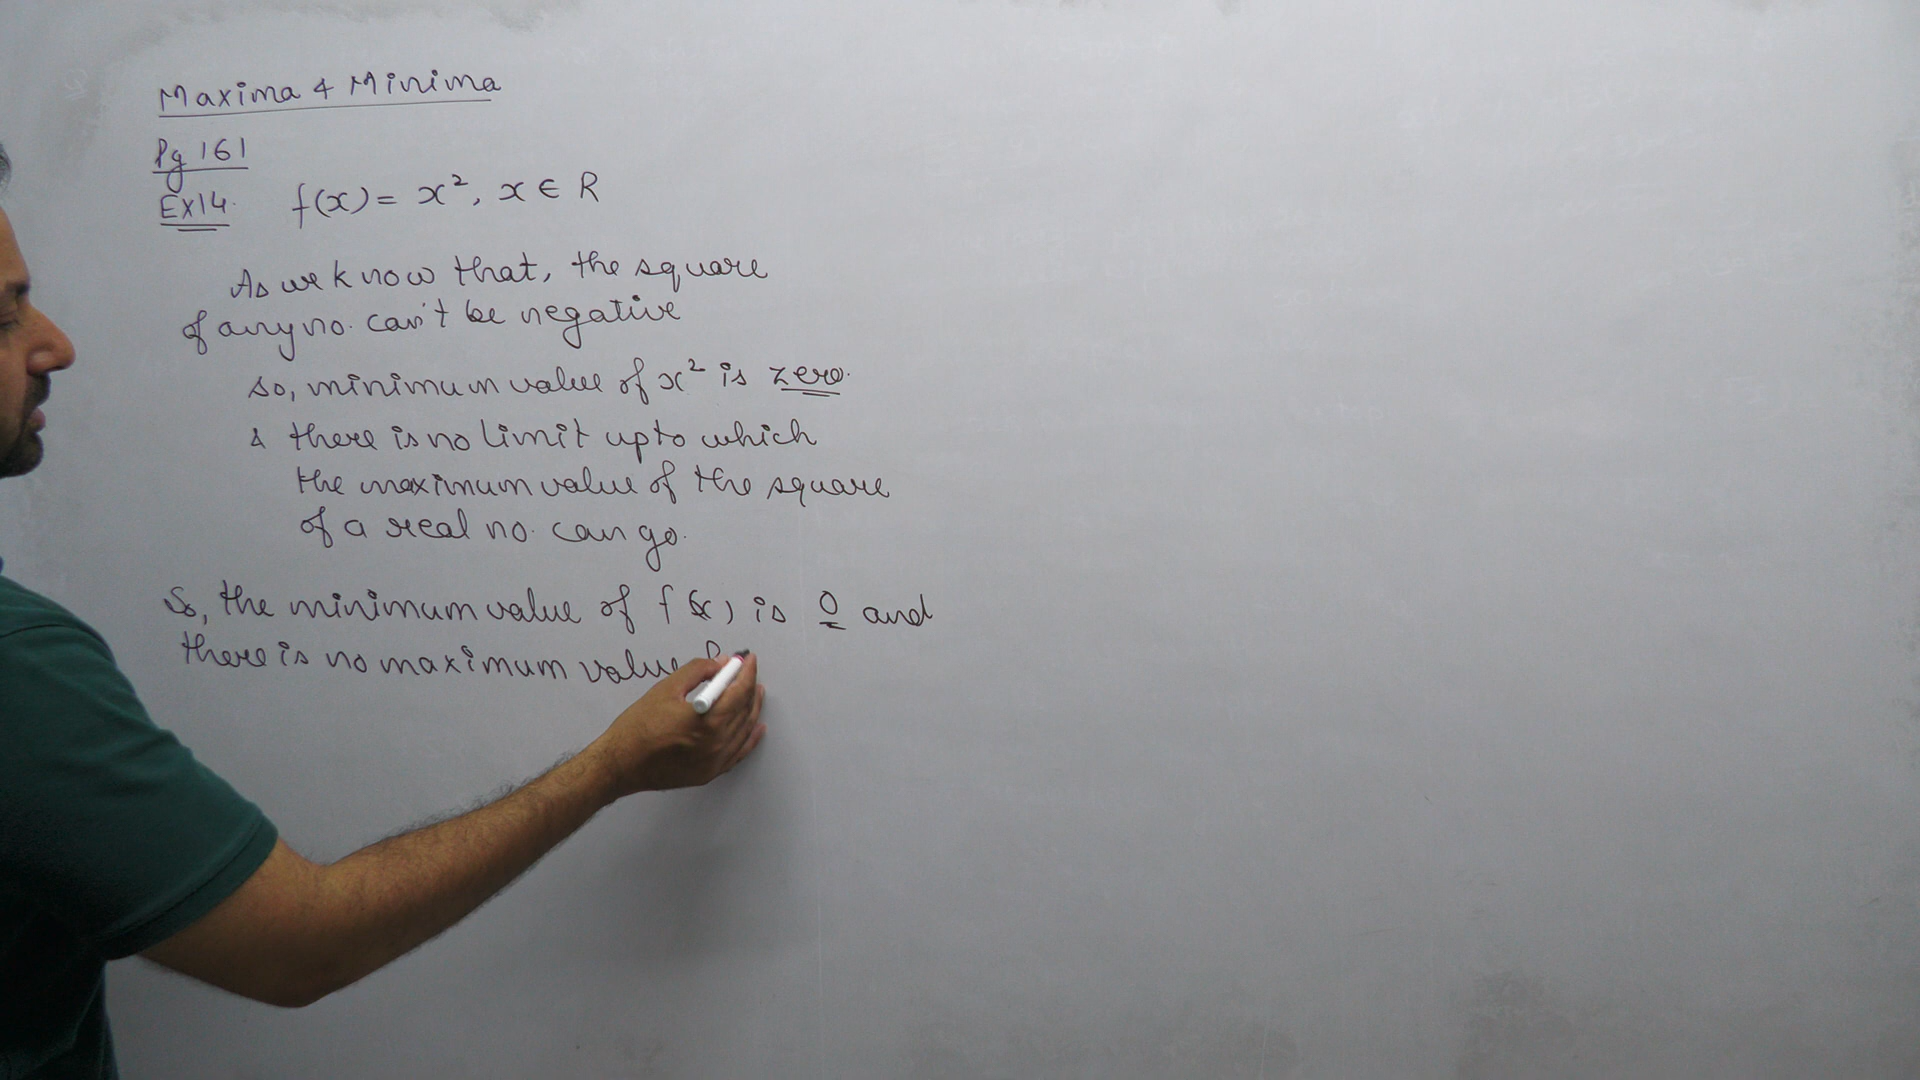 Maxima & Minima
Pg 161
Ex14. f(x) = x², x ∈ R
As we know that, the square
of any no. can't be negative
so, minimum value of x² is zero.
& there is no limit upto which
the maximum value of the square
of a real no. can go.
So, the minimum value of f(x) is 0 and
there is no maximum value